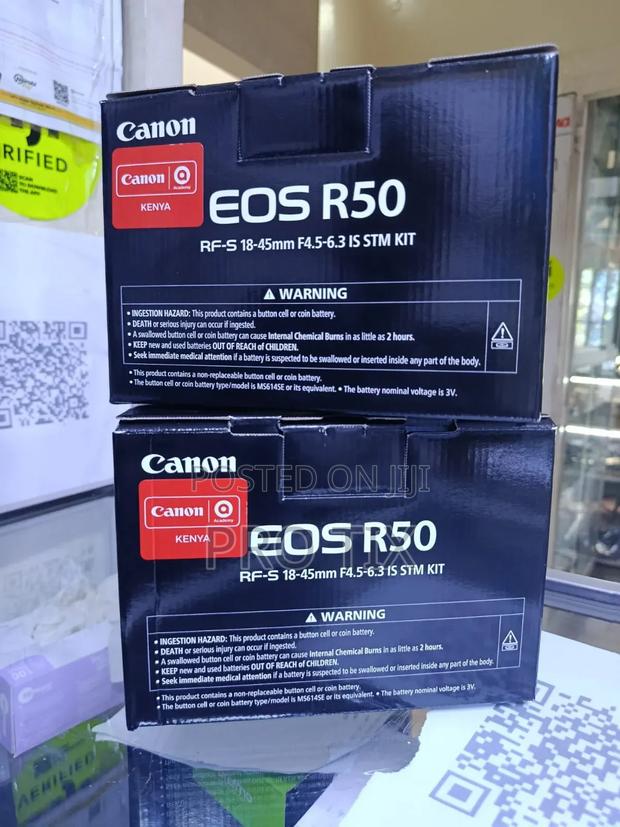 RIFIED
SCAN
TO DOWNLOAD
THE APP
Canon
Canon
Academy
KENYA
EOS R50
RF-S 18-45mm F4.5-6.3 IS STM KIT
⚠ WARNING
• INGESTION HAZARD: This product contains a button cell or coin battery.
• DEATH or serious injury can occur if ingested.
• A swallowed button cell or coin battery can cause Internal Chemical Burns in as little as 2 hours.
• KEEP new and used batteries OUT OF REACH of CHILDREN.
• Seek immediate medical attention if a battery is suspected to be swallowed or inserted inside any part of the body.
• This product contains a non-replaceable button cell or coin battery.
• The button cell or coin battery type/model is MS614SE or its equivalent. • The battery nominal voltage is 3V.
Canon
POSTED ON JIJI
Canon
Academy
KENYA
EOS R50
PRO TIX
RF-S 18-45mm F4.5-6.3 IS STM KIT
⚠ WARNING
• INGESTION HAZARD: This product contains a button cell or coin battery.
• DEATH or serious injury can occur if ingested.
• A swallowed button cell or coin battery can cause Internal Chemical Burns in as little as 2 hours.
• KEEP new and used batteries OUT OF REACH of CHILDREN.
• Seek immediate medical attention if a battery is suspected to be swallowed or inserted inside any part of the body.
• This product contains a non-replaceable button cell or coin battery.
• The button cell or coin battery type/model is MS614SE or its equivalent. • The battery nominal voltage is 3V.